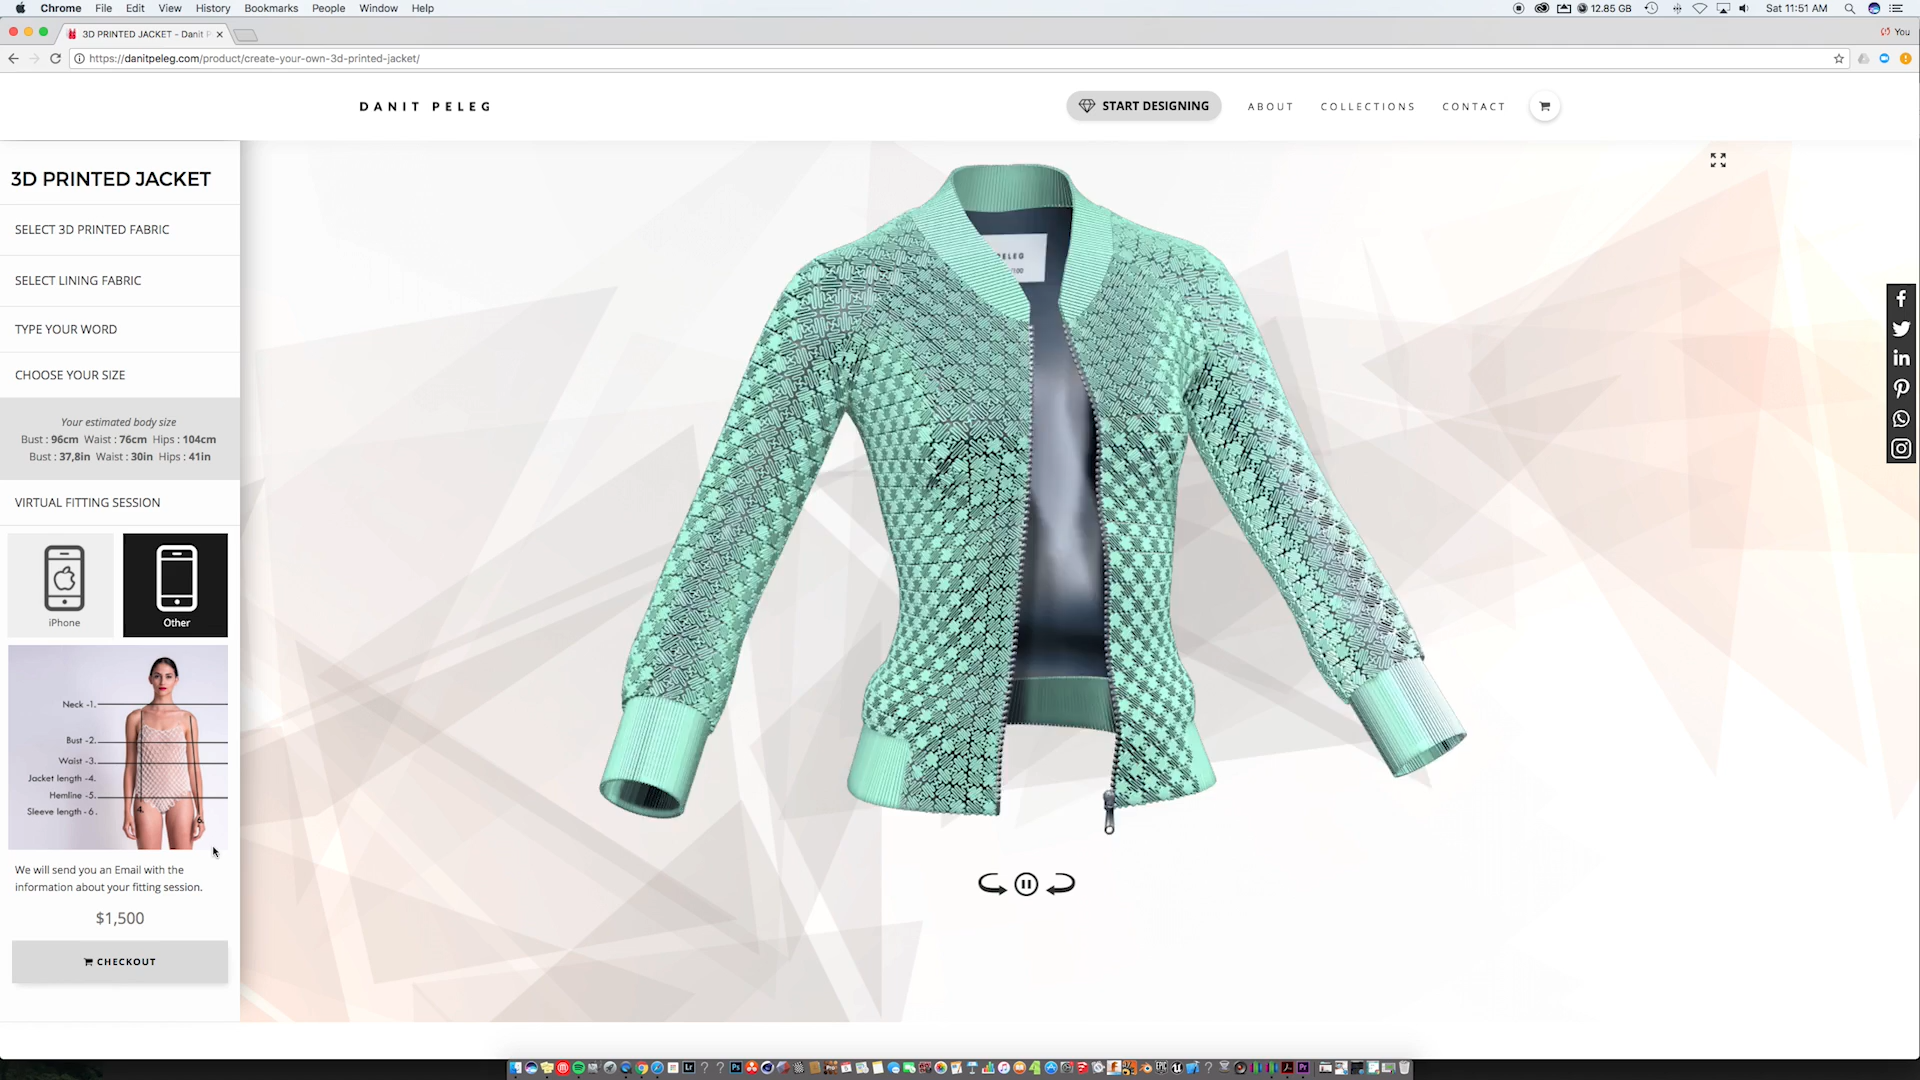 Chrome File Edit View History Bookmarks People Window Help
12.85 GB
Sat 11:51 AM
3D PRINTED JACKET - Danit P
You
https://danitpeleg.com/product/create-your-own-3d-printed-jacket/
DANIT PELEG
START DESIGNING
ABOUT
COLLECTIONS
CONTACT
3D PRINTED JACKET
SELECT 3D PRINTED FABRIC
SELECT LINING FABRIC
TYPE YOUR WORD
CHOOSE YOUR SIZE
Your estimated body size
Bust : 96cm Waist : 76cm Hips : 104cm
Bust : 37,8in Waist : 30in Hips : 41in
VIRTUAL FITTING SESSION
iPhone
Other
Neck -1.
Bust -2.
Waist -3.
Jacket length -4.
Hemline -5.
Sleeve length -6.
4.
6.
We will send you an Email with the
information about your fitting session.
$1,500
CHECKOUT
PELEG